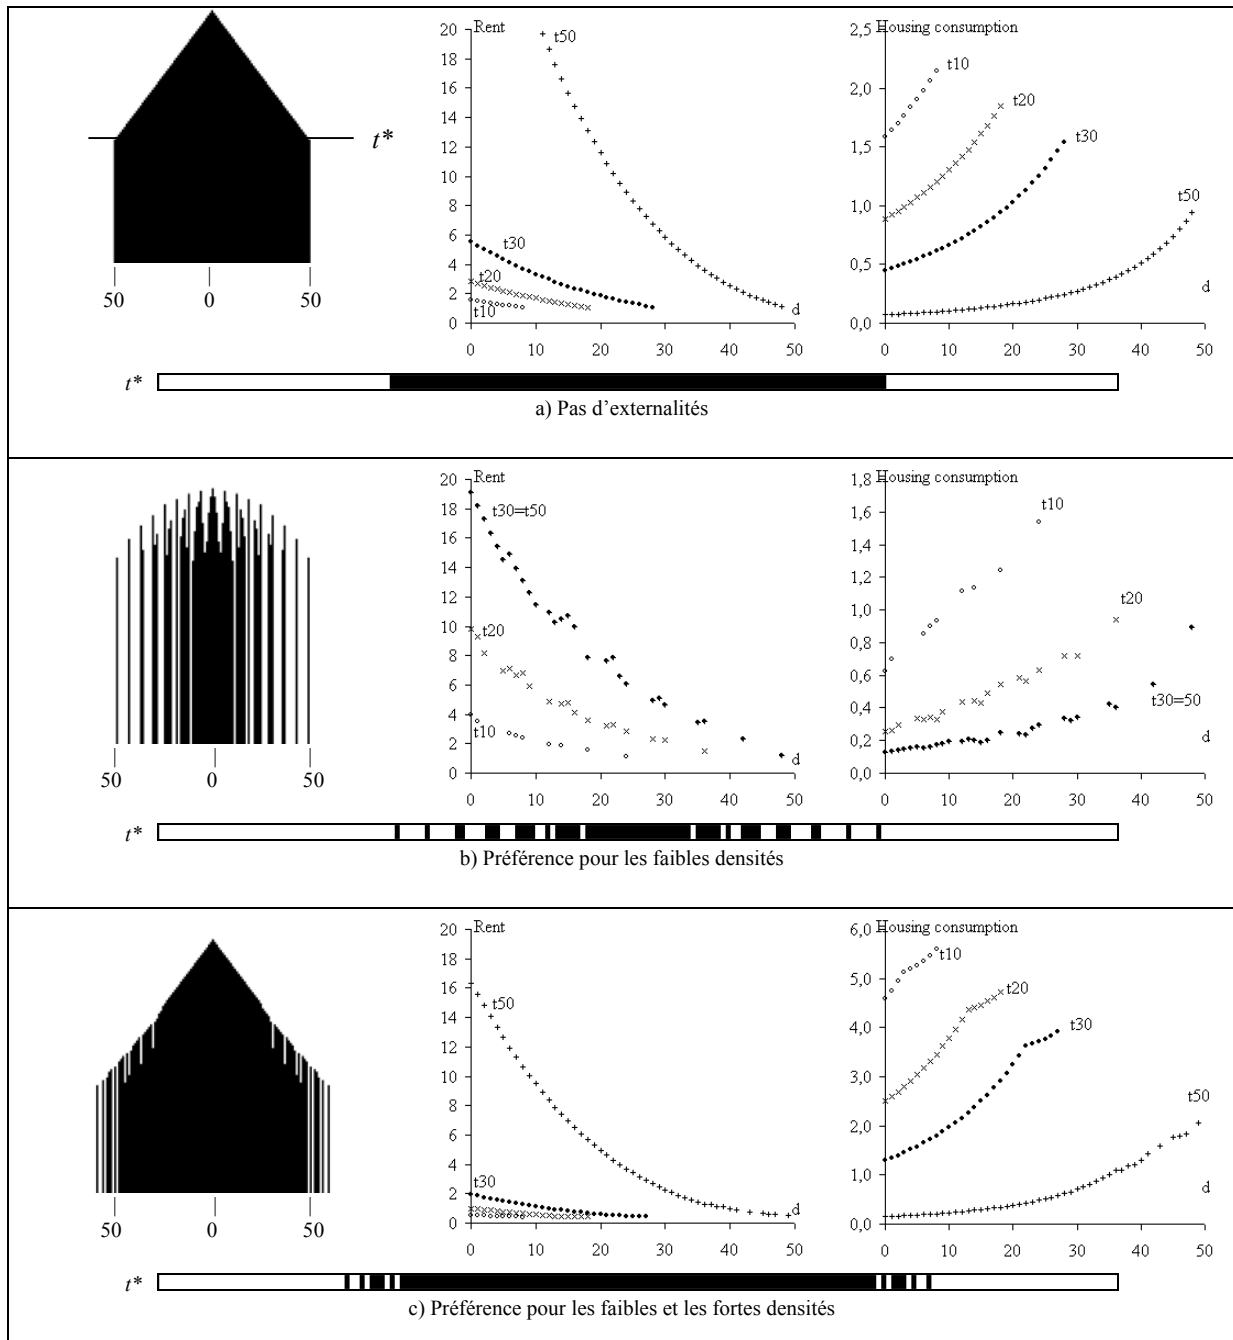 Rent
20
18
16
14
12
10
8
6
4
2
0
t50
t30
t20
t10
d
0 10 20 30 40 50
Housing consumption
2,5
2,0
1,5
1,0
0,5
0,0
t10
t20
t30
t50
d
0 10 20 30 40 50
t*
50 0 50
t*
a) Pas d'externalités
Rent
20
18
16
14
12
10
8
6
4
2
0
t30=t50
t20
t10
d
0 10 20 30 40 50
Housing consumption
1,8
1,6
1,4
1,2
1,0
0,8
0,6
0,4
0,2
0,0
t10
t20
t30=50
d
0 10 20 30 40 50
50 0 50
t*
b) Préférence pour les faibles densités
Rent
20
18
16
14
12
10
8
6
4
2
0
t50
t30
d
0 10 20 30 40 50
Housing consumption
6,0
5,0
4,0
3,0
2,0
1,0
0,0
t10
t20
t30
t50
d
0 10 20 30 40 50
50 0 50
t*
c) Préférence pour les faibles et les fortes densités